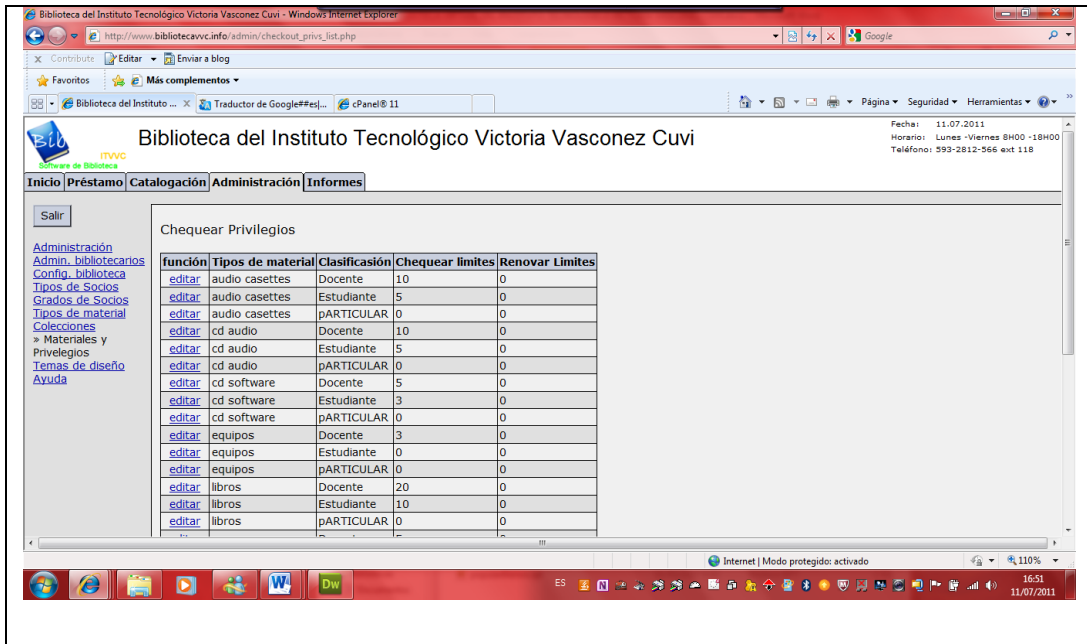 Biblioteca del Instituto Tecnológico Victoria Vasconez Cuvi - Windows Internet Explorer
http://www.bibliotecavvc.info/admin/checkout_privs_list.php
Google
x Contribute Editar Enviar a blog
Favoritos Más complementos
Biblioteca del Instituto ... Traductor de Google##es|... cPanel® 11
Página Seguridad Herramientas
Bib
ITVVC
Software de Biblioteca
Biblioteca del Instituto Tecnológico Victoria Vasconez Cuvi
Fecha: 11.07.2011
Horario: Lunes -Viernes 8H00 -18H00
Teléfono: 593-2812-566 ext 118
Inicio Préstamo Catalogación Administración Informes
Salir
Administración
Admin. bibliotecarios
Config. biblioteca
Tipos de Socios
Grados de Socios
Tipos de material
Colecciones
» Materiales y
Privelegios
Temas de diseño
Ayuda
Chequear Privilegios
función Tipos de material Clasificasión Chequear limites Renovar Limites
editar audio casettes Docente 10 0
editar audio casettes Estudiante 5 0
editar audio casettes pARTICULAR 0 0
editar cd audio Docente 10 0
editar cd audio Estudiante 5 0
editar cd audio pARTICULAR 0 0
editar cd software Docente 5 0
editar cd software Estudiante 3 0
editar cd software pARTICULAR 0 0
editar equipos Docente 3 0
editar equipos Estudiante 0 0
editar equipos pARTICULAR 0 0
editar libros Docente 20 0
editar libros Estudiante 10 0
editar libros pARTICULAR 0 0
Internet | Modo protegido: activado
110%
W Dw
ES
16:51
11/07/2011